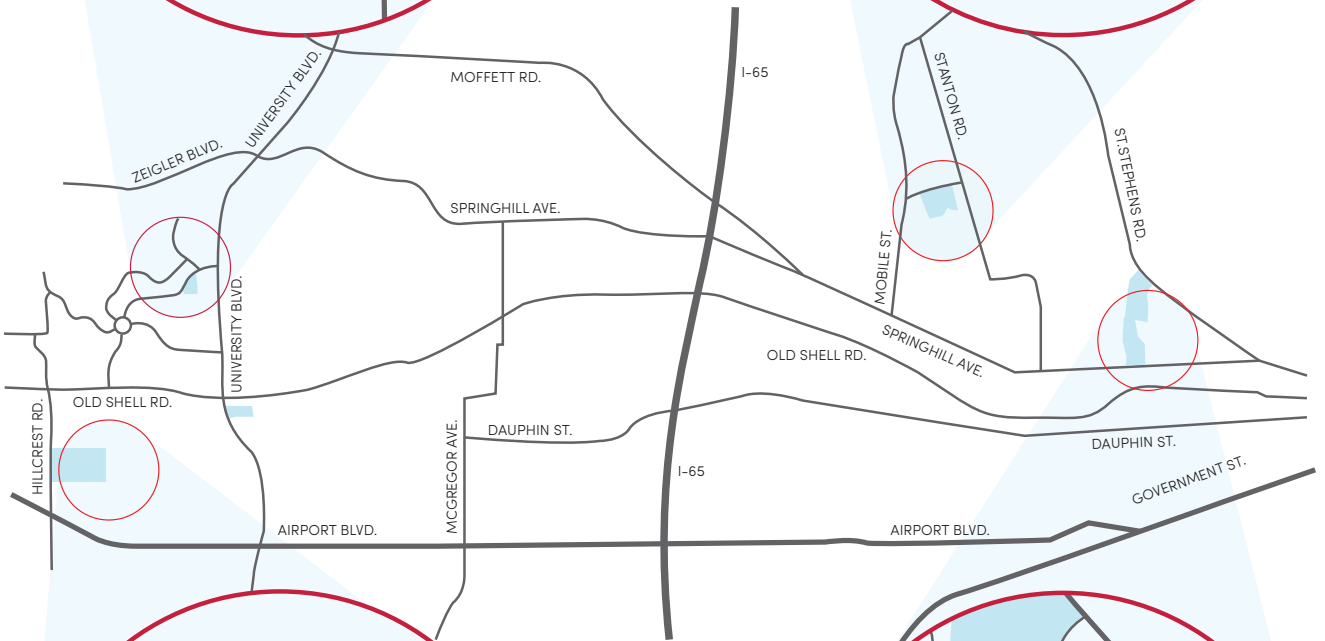 I-65
MOFFETT RD.
UNIVERSITY BLVD.
STANTON RD.
ZEIGLER BLVD.
ST.STEPHENS RD.
SPRINGHILL AVE.
MOBILE ST.
UNIVERSITY BLVD.
SPRINGHILL AVE.
OLD SHELL RD.
OLD SHELL RD.
HILLCREST RD.
DAUPHIN ST.
DAUPHIN ST.
MCGREGOR AVE.
I-65
GOVERNMENT ST.
AIRPORT BLVD.
AIRPORT BLVD.